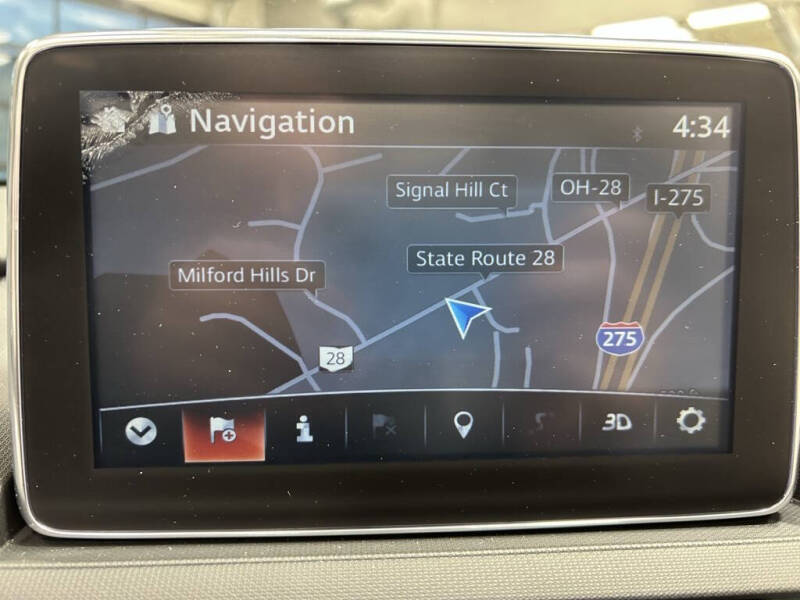 Navigation
4:34
Signal Hill Ct
OH-28
I-275
State Route 28
Milford Hills Dr
275
28
3D